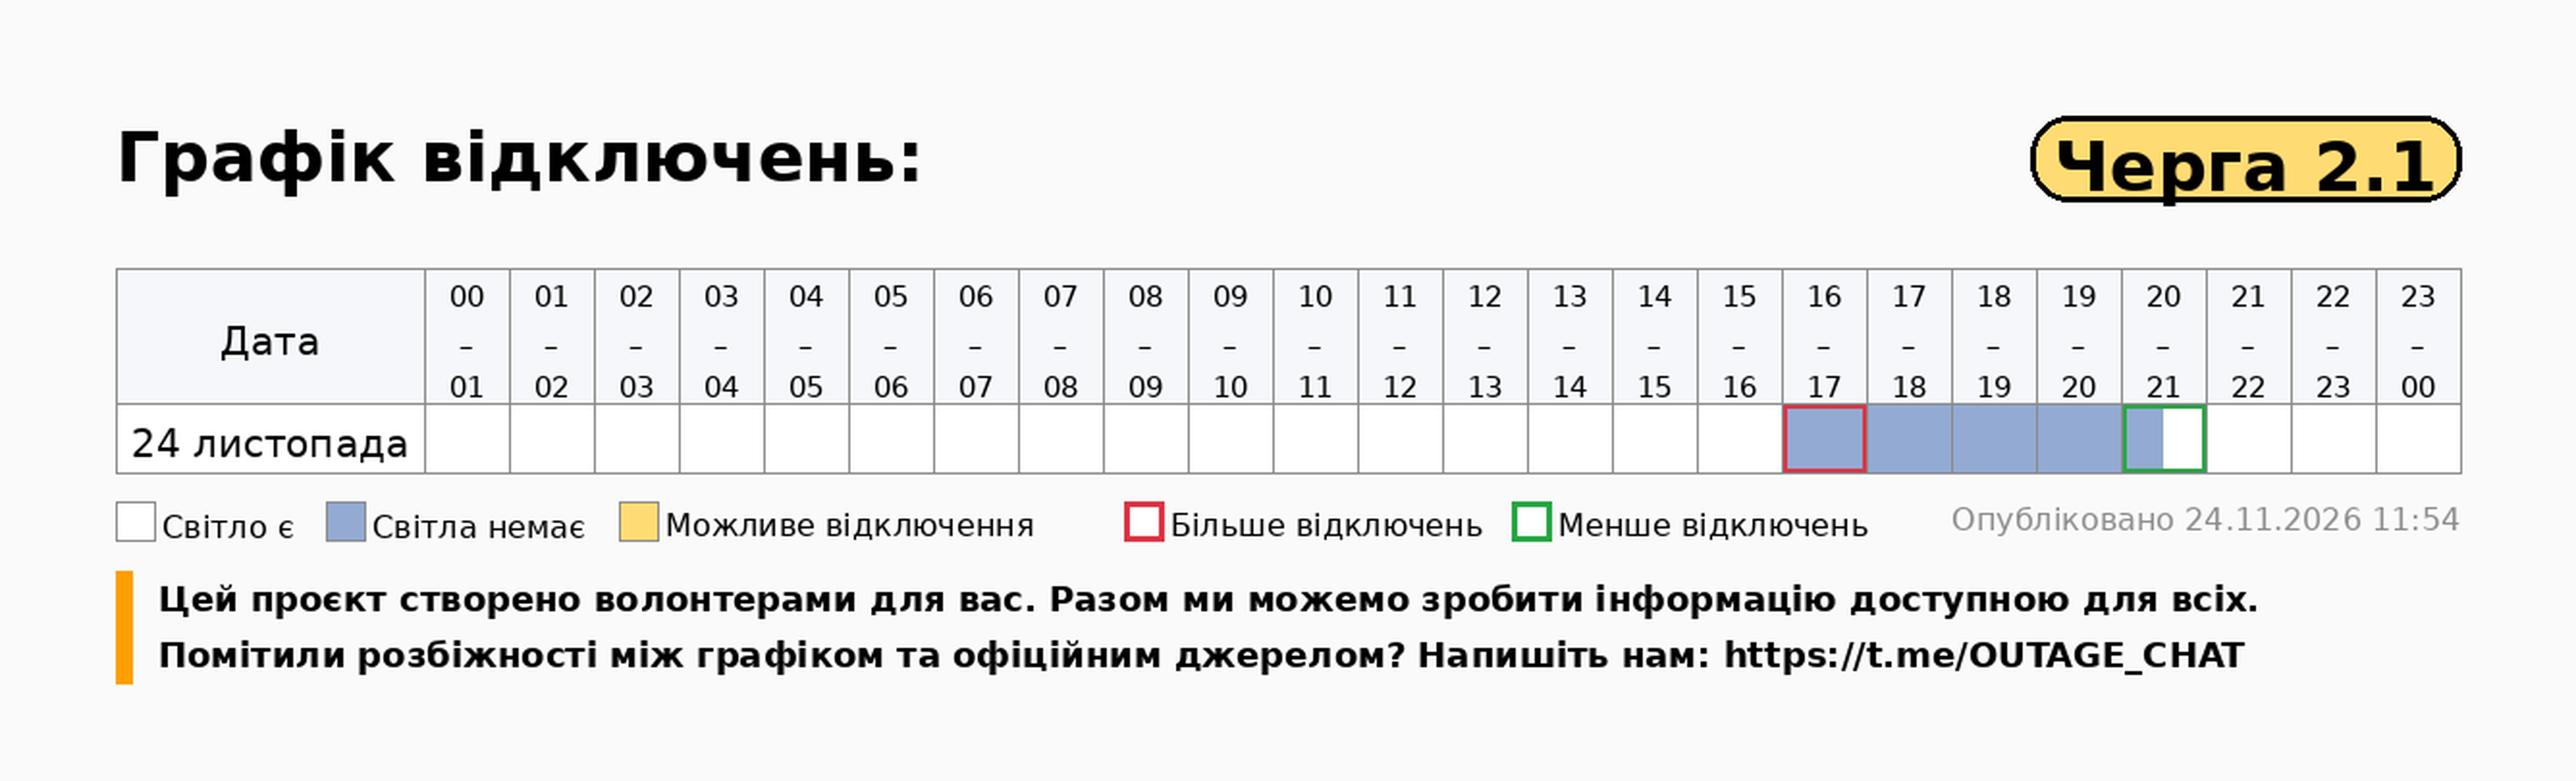 Графік відключень:
Черга 2.1
Дата
00 – 01
01 – 02
02 – 03
03 – 04
04 – 05
05 – 06
06 – 07
07 – 08
08 – 09
09 – 10
10 – 11
11 – 12
12 – 13
13 – 14
14 – 15
15 – 16
16 – 17
17 – 18
18 – 19
19 – 20
20 – 21
21 – 22
22 – 23
23 – 00
24 листопада
Світло є
Світла немає
Можливе відключення
Більше відключень
Менше відключень
Опубліковано 24.11.2026 11:54
Цей проєкт створено волонтерами для вас. Разом ми можемо зробити інформацію доступною для всіх.
Помітили розбіжності між графіком та офіційним джерелом? Напишіть нам: https://t.me/OUTAGE_CHAT